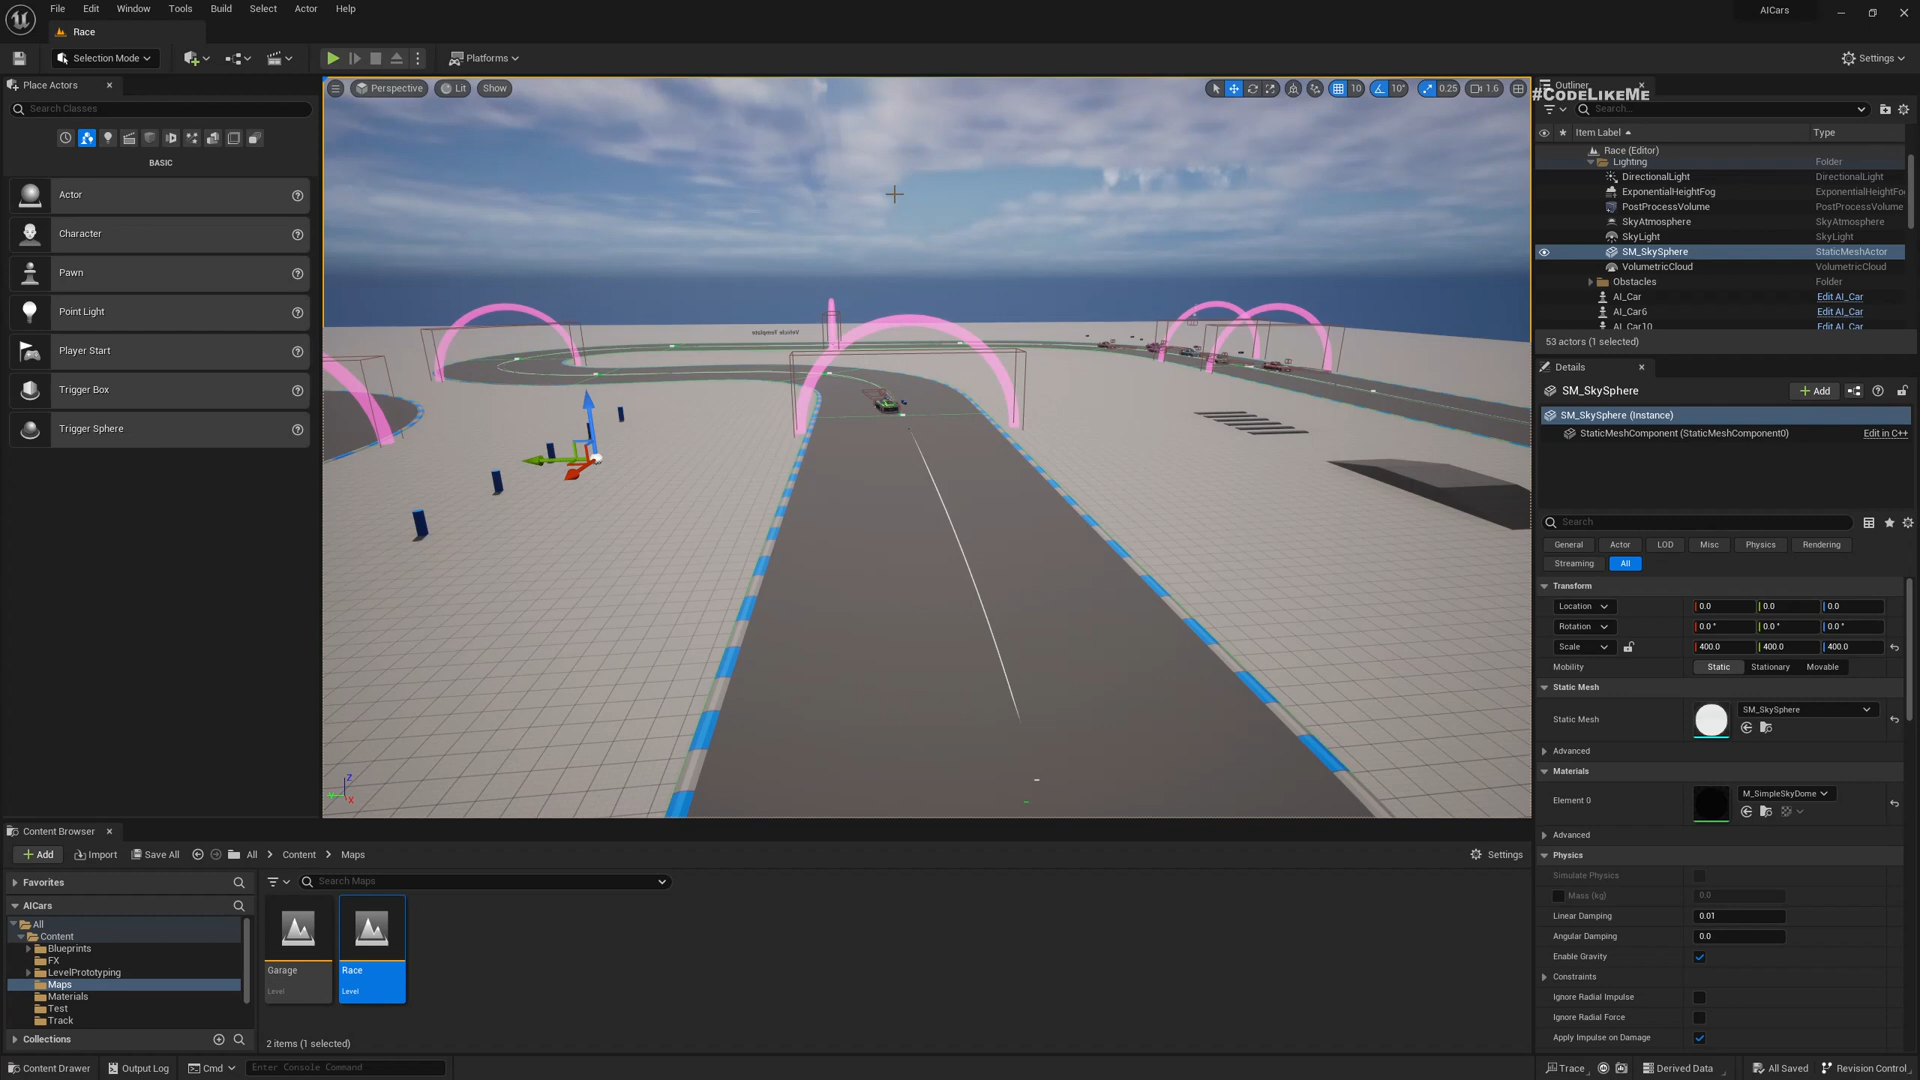 File Edit Window Tools Build Select Actor Help
AICars
Race
Selection Mode
Platforms
Settings
Place Actors
Search Classes
BASIC
Actor
Character
Pawn
Point Light
Player Start
Trigger Box
Trigger Sphere
Perspective Lit Show
10 10° 0.25 1.6
Vehicle Template
Outliner
#CODELIKEME
Search...
Item Label Type
Race (Editor)
Lighting Folder
DirectionalLight DirectionalLight
ExponentialHeightFog ExponentialHeightFo
PostProcessVolume PostProcessVolume
SkyAtmosphere SkyAtmosphere
SkyLight SkyLight
SM_SkySphere StaticMeshActor
VolumetricCloud VolumetricCloud
Obstacles Folder
AI_Car Edit AI_Car
AI_Car6 Edit AI_Car
AI_Car10 Edit AI_Car
53 actors (1 selected)
Details
SM_SkySphere
Add
SM_SkySphere (Instance)
StaticMeshComponent (StaticMeshComponent0) Edit in C++
Search
General Actor LOD Misc Physics Rendering
Streaming All
Transform
Location 0.0 0.0 0.0
Rotation 0.0 ° 0.0 ° 0.0 °
Scale 400.0 400.0 400.0
Mobility Static Stationary Movable
Static Mesh
Static Mesh SM_SkySphere
Advanced
Materials
Element 0 M_SimpleSkyDome
Advanced
Physics
Simulate Physics
Mass (kg) 0.0
Linear Damping 0.01
Angular Damping 0.0
Enable Gravity
Constraints
Ignore Radial Impulse
Ignore Radial Force
Apply Impulse on Damage
Z
X
Content Browser
Add Import Save All All Content Maps
Settings
Favorites
AICars
All
Content
Blueprints
FX
LevelPrototyping
Maps
Materials
Test
Track
Collections
Search Maps
Garage
Level
Race
Level
2 items (1 selected)
Content Drawer Output Log Cmd Enter Console Command
Trace Derived Data All Saved Revision Control